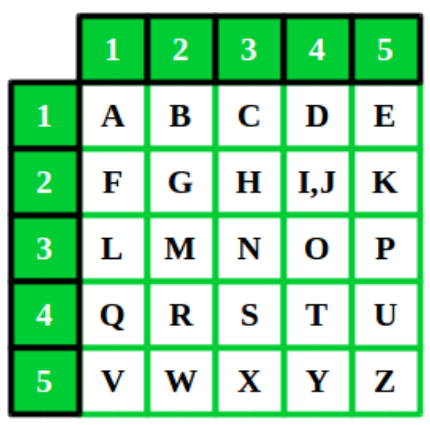 1 2 3 4 5
1 A B C D E
2 F G H I,J K
3 L M N O P
4 Q R S T U
5 V W X Y Z